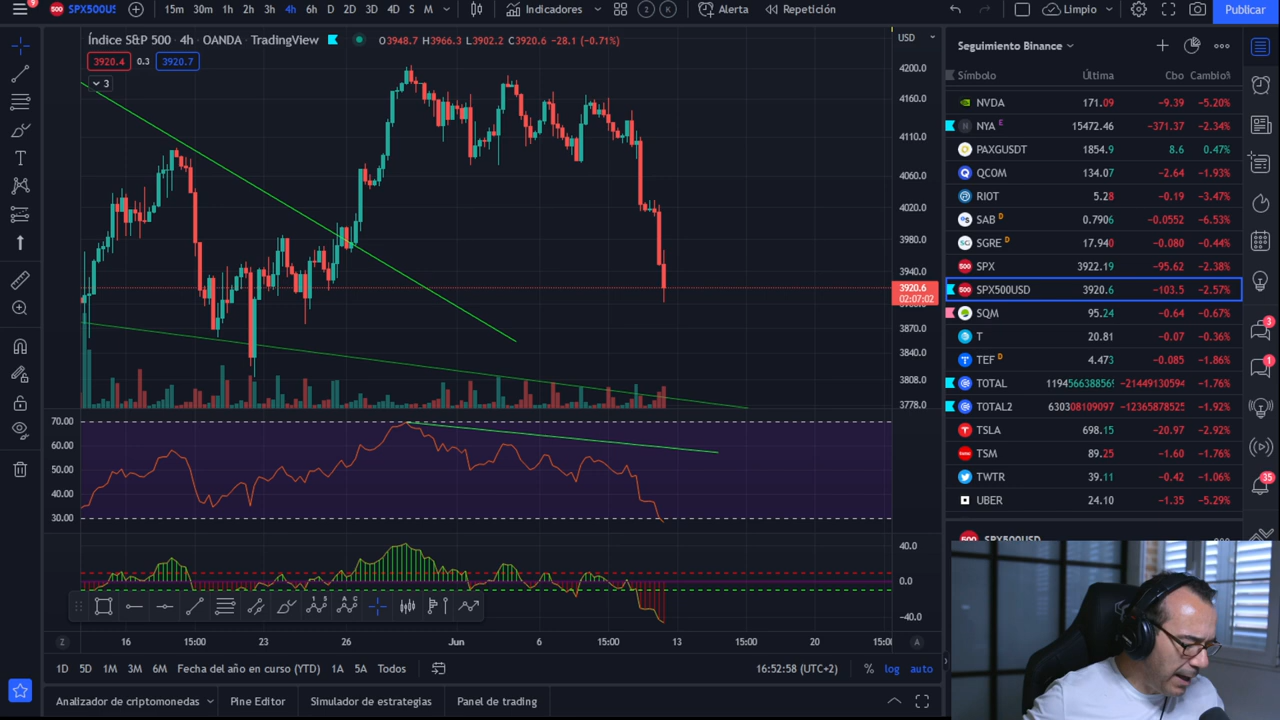 9
SPX500US
15m 30m 1h 2h 3h 4h 6h D 2D 3D 4D S M
Indicadores
2 K
Alerta
Repetición
Limpio
Publicar
Índice S&P 500 · 4h · OANDA · TradingView
O3948.7 H3966.3 L3902.2 C3920.6 −28.1 (−0.71%)
3920.4 0.3 3920.7
3
USD
4200.0
4160.0
4110.0
4060.0
4020.0
3980.0
3940.0
3920.6
02:07:02
3870.0
3840.0
3808.0
3778.0
70.00
60.00
50.00
40.00
30.00
40.0
0.0
−40.0
Z 16 15:00 23 26 Jun 6 15:00 13 15:00 20 15:0 A
1D 5D 1M 3M 6M Fecha del año en curso (YTD) 1A 5A Todos
16:52:58 (UTC+2) % log auto
Analizador de criptomonedas Pine Editor Simulador de estrategias Panel de trading
Seguimiento Binance
Símbolo Última Cbo Cambio%
NVDA 171.09 −9.39 −5.20%
NYA E 15472.46 −371.37 −2.34%
PAXGUSDT 1854.9 8.6 0.47%
QCOM 134.07 −2.64 −1.93%
RIOT 5.28 −0.19 −3.47%
SAB D 0.7906 −0.0552 −6.53%
SGRE D 17.940 −0.080 −0.44%
SPX 3922.19 −95.62 −2.38%
SPX500USD 3920.6 −103.5 −2.57%
SQM 95.24 −0.64 −0.67%
T 20.81 −0.07 −0.36%
TEF D 4.473 −0.085 −1.86%
TOTAL −1.76%
TOTAL2 −1.92%
TSLA 698.15 −20.97 −2.92%
TSM 89.25 −1.60 −1.76%
TWTR 39.11 −0.42 −1.06%
UBER 24.10 −1.35 −5.29%
SPX500USD
3
1
35